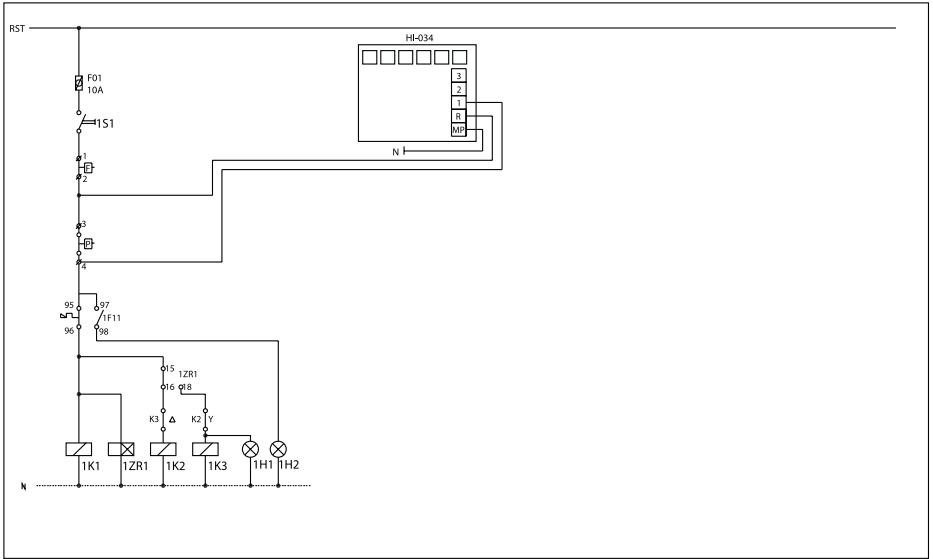 RST
HI-034
F01
10A
3
2
1
R
MP
1S1
N
1
F
2
3
P
4
95 97
1F11
96 98
15
1ZR1
16 18
K3 Δ K2 Y
1K1 1ZR1 1K2 1K3 1H1 1H2
N